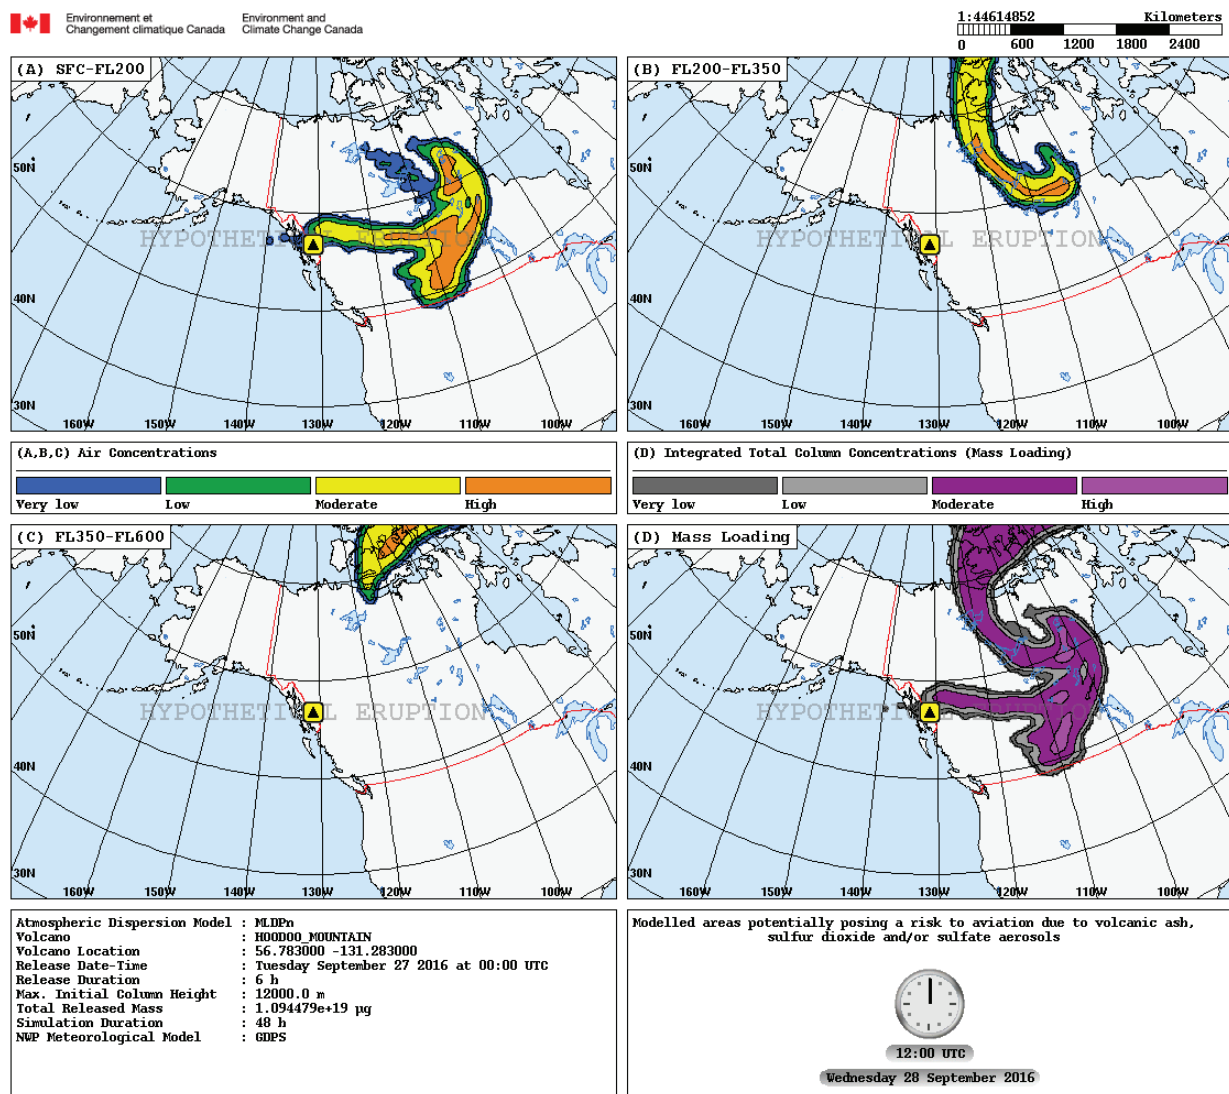 Environnement et
Changement climatique Canada
Environment and
Climate Change Canada
1:44614852 Kilometers
0 600 1200 1800 2400
(A) SFC-FL200
50N
40N
30N
160W 150W 140W 130W 120W 110W 100W
HYPOTHETICAL ERUPTION
(B) FL200-FL350
50N
40N
30N
160W 150W 140W 130W 120W 110W 100W
HYPOTHETICAL ERUPTION
(A,B,C) Air Concentrations
Very low Low Moderate High
(D) Integrated Total Column Concentrations (Mass Loading)
Very low Low Moderate High
(C) FL350-FL600
50N
40N
30N
160W 150W 140W 130W 120W 110W 100W
HYPOTHETICAL ERUPTION
(D) Mass Loading
50N
40N
30N
160W 150W 140W 130W 120W 110W 100W
HYPOTHETICAL ERUPTION
Atmospheric Dispersion Model : MLDPn
Volcano : HOODOO_MOUNTAIN
Volcano Location : 56.783000 -131.283000
Release Date-Time : Tuesday September 27 2016 at 00:00 UTC
Release Duration : 6 h
Max. Initial Column Height : 12000.0 m
Total Released Mass : 1.094479e+19 µg
Simulation Duration : 48 h
NWP Meteorological Model : GDPS
Modelled areas potentially posing a risk to aviation due to volcanic ash,
sulfur dioxide and/or sulfate aerosols
12:00 UTC
Wednesday 28 September 2016